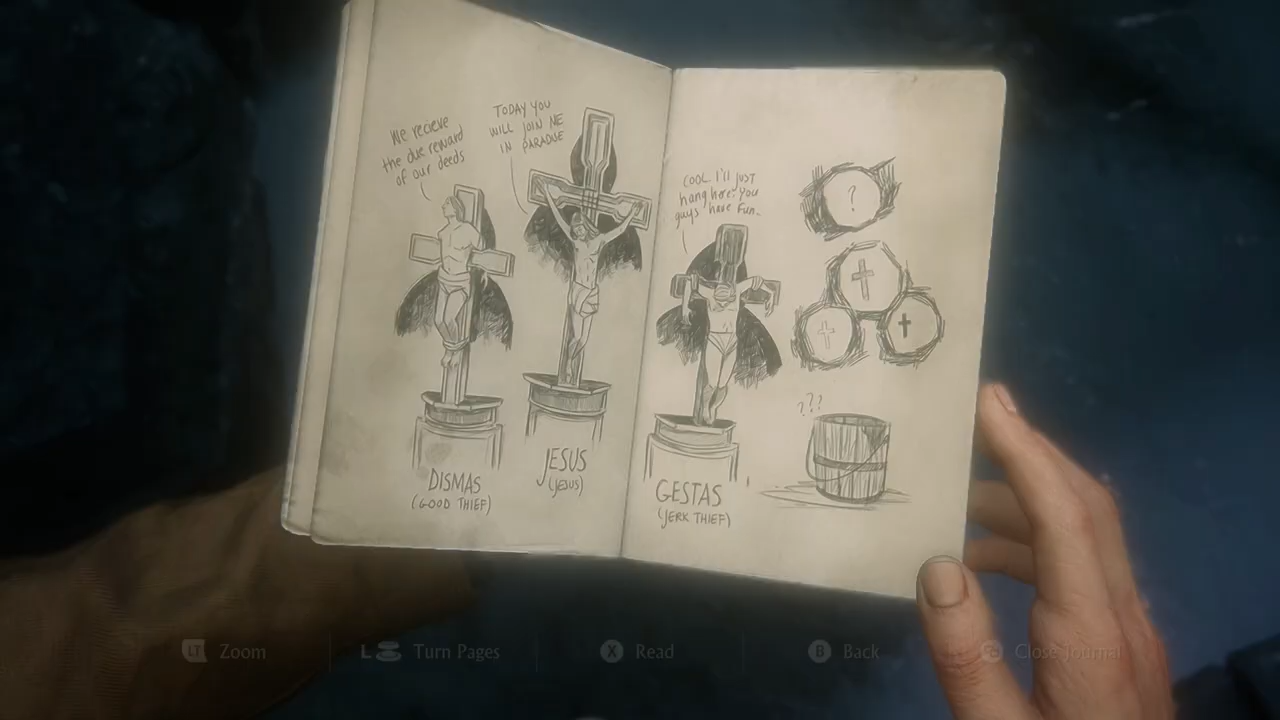 We recieve
the due reward
of our deeds
TODAY YOU
WILL JOIN ME
IN PARADISE
COOL I'll JUST
hang here. You
guys have fun.
?
DISMAS
(GOOD THIEF)
JESUS
(JESUS)
GESTAS
(JERK THIEF)
???
LT Zoom
L Turn Pages
X Read
B Back
Close Journal